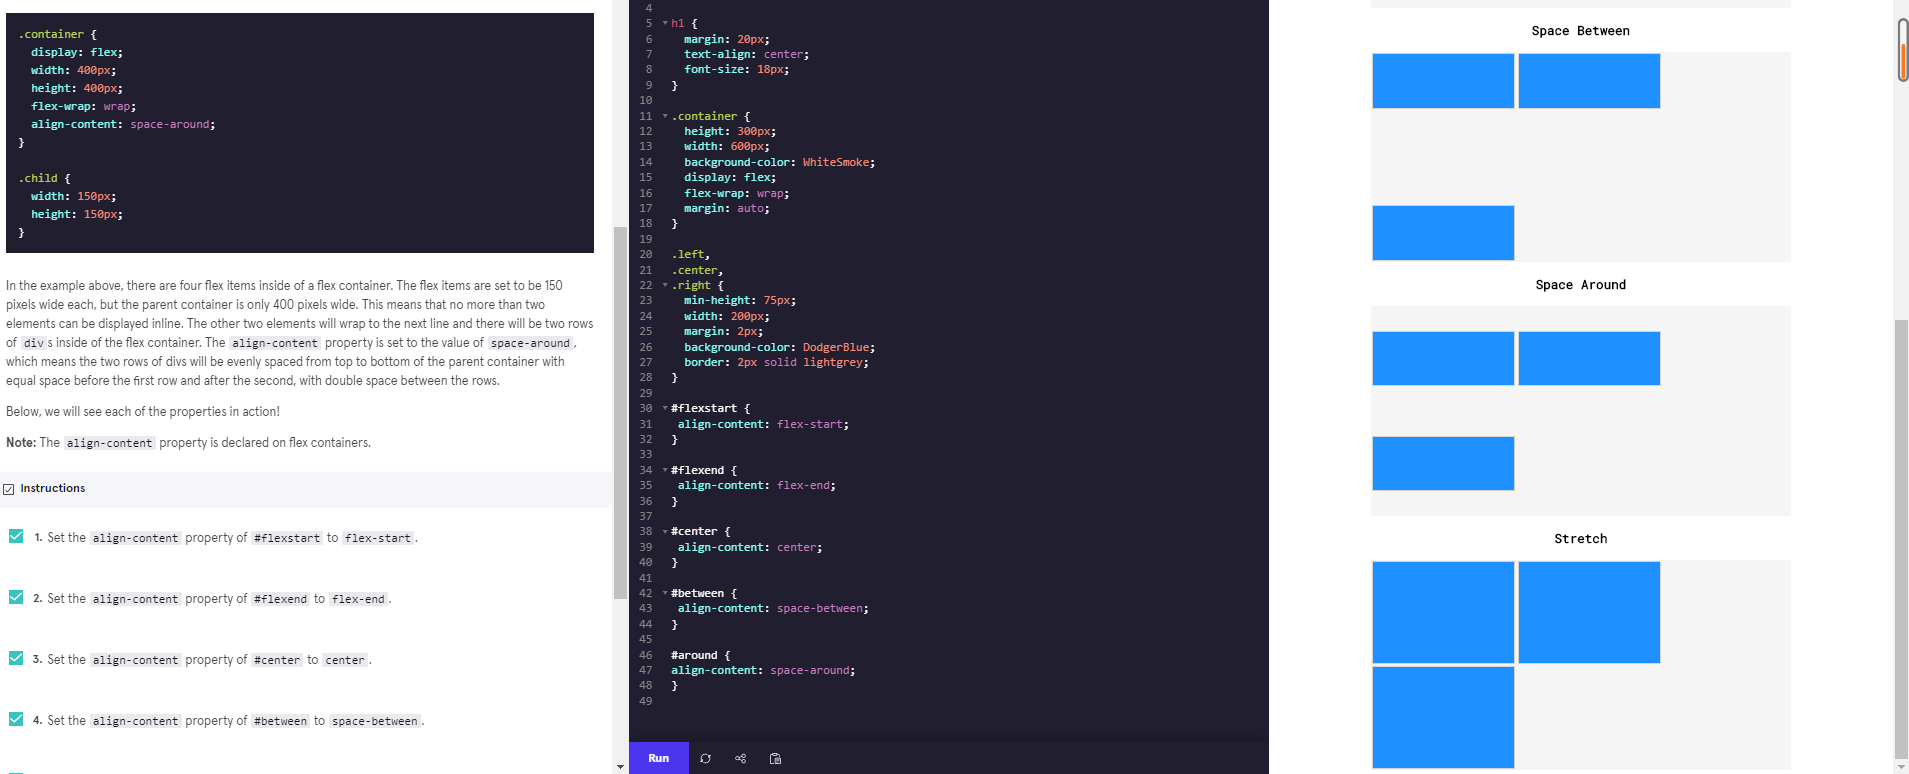 .container {
display: flex;
width: 400px;
height: 400px;
flex-wrap: wrap;
align-content: space-around;
}
.child {
width: 150px;
height: 150px;
}
In the example above, there are four flex items inside of a flex container. The flex items are set to be 150
pixels wide each, but the parent container is only 400 pixels wide. This means that no more than two
elements can be displayed inline. The other two elements will wrap to the next line and there will be two rows
of div s inside of the flex container. The align-content property is set to the value of space-around ,
which means the two rows of divs will be evenly spaced from top to bottom of the parent container with
equal space before the first row and after the second, with double space between the rows.
Below, we will see each of the properties in action!
Note: The align-content property is declared on flex containers.
Instructions
1. Set the align-content property of #flexstart to flex-start .
2. Set the align-content property of #flexend to flex-end .
3. Set the align-content property of #center to center .
4. Set the align-content property of #between to space-between .
4
5 h1 {
6 margin: 20px;
7 text-align: center;
8 font-size: 18px;
9 }
10
11 .container {
12 height: 300px;
13 width: 600px;
14 background-color: WhiteSmoke;
15 display: flex;
16 flex-wrap: wrap;
17 margin: auto;
18 }
19
20 .left,
21 .center,
22 .right {
23 min-height: 75px;
24 width: 200px;
25 margin: 2px;
26 background-color: DodgerBlue;
27 border: 2px solid lightgrey;
28 }
29
30 #flexstart {
31 align-content: flex-start;
32 }
33
34 #flexend {
35 align-content: flex-end;
36 }
37
38 #center {
39 align-content: center;
40 }
41
42 #between {
43 align-content: space-between;
44 }
45
46 #around {
47 align-content: space-around;
48 }
49
Run
Space Between
Space Around
Stretch